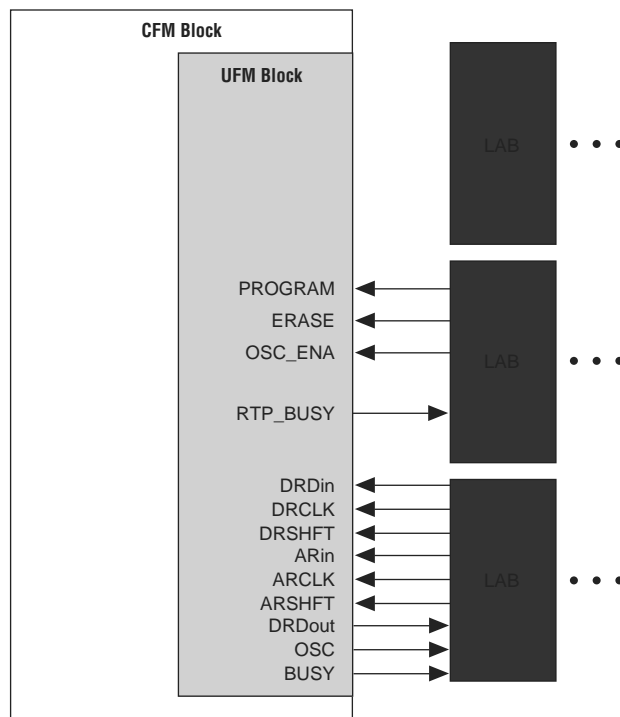 CFM Block
UFM Block
LAB
PROGRAM
ERASE
OSC_ENA
LAB
RTP_BUSY
DRDin
DRCLK
DRSHFT
ARin
ARCLK
LAB
ARSHFT
DRDout
OSC
BUSY